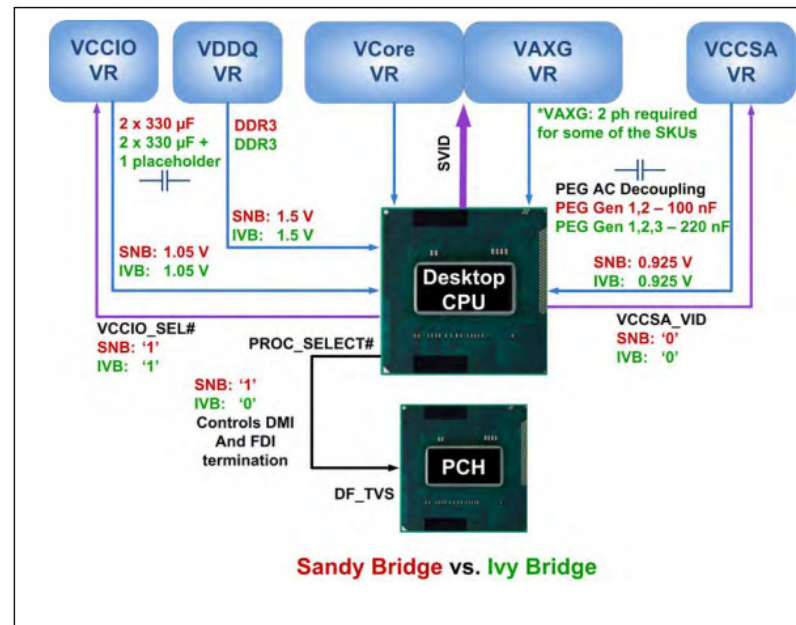 VCCIO
VR
VDDQ
VR
VCore
VR
VAXG
VR
VCCSA
VR
2 x 330 µF
2 x 330 µF +
1 placeholder
DDR3
DDR3
SVID
*VAXG: 2 ph required
for some of the SKUs
PEG AC Decoupling
PEG Gen 1,2 – 100 nF
PEG Gen 1,2,3 – 220 nF
SNB: 1.5 V
IVB: 1.5 V
SNB: 1.05 V
IVB: 1.05 V
Desktop
CPU
SNB: 0.925 V
IVB: 0.925 V
VCCIO_SEL#
SNB: ‘1’
IVB: ‘1’
PROC_SELECT#
SNB: ‘1’
IVB: ‘0’
Controls DMI
And FDI
termination
VCCSA_VID
SNB: ‘0’
IVB: ‘0’
PCH
DF_TVS
Sandy Bridge vs. Ivy Bridge